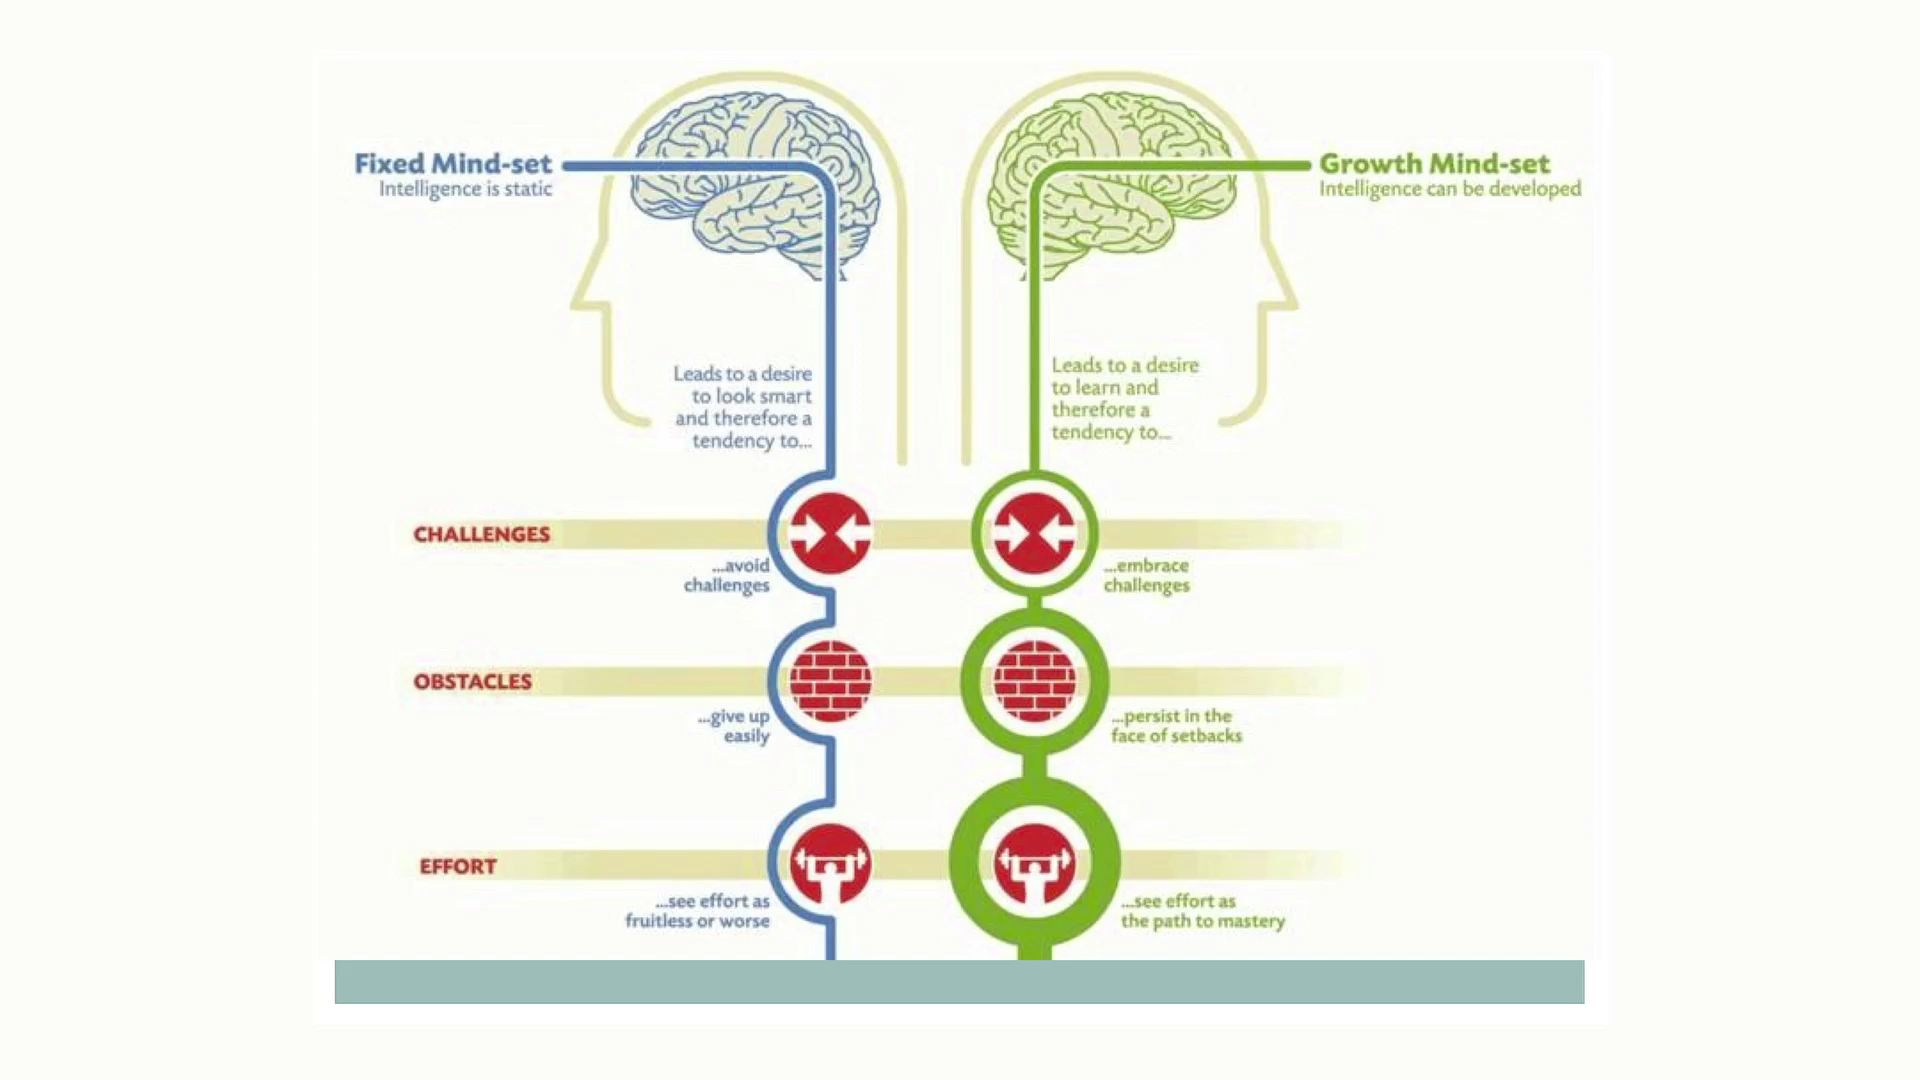 Fixed Mind-set
Intelligence is static
Growth Mind-set
Intelligence can be developed
Leads to a desire
to look smart
and therefore a
tendency to...
Leads to a desire
to learn and
therefore a
tendency to...
CHALLENGES
...avoid
challenges
...embrace
challenges
OBSTACLES
...give up
easily
...persist in the
face of setbacks
EFFORT
...see effort as
fruitless or worse
...see effort as
the path to mastery